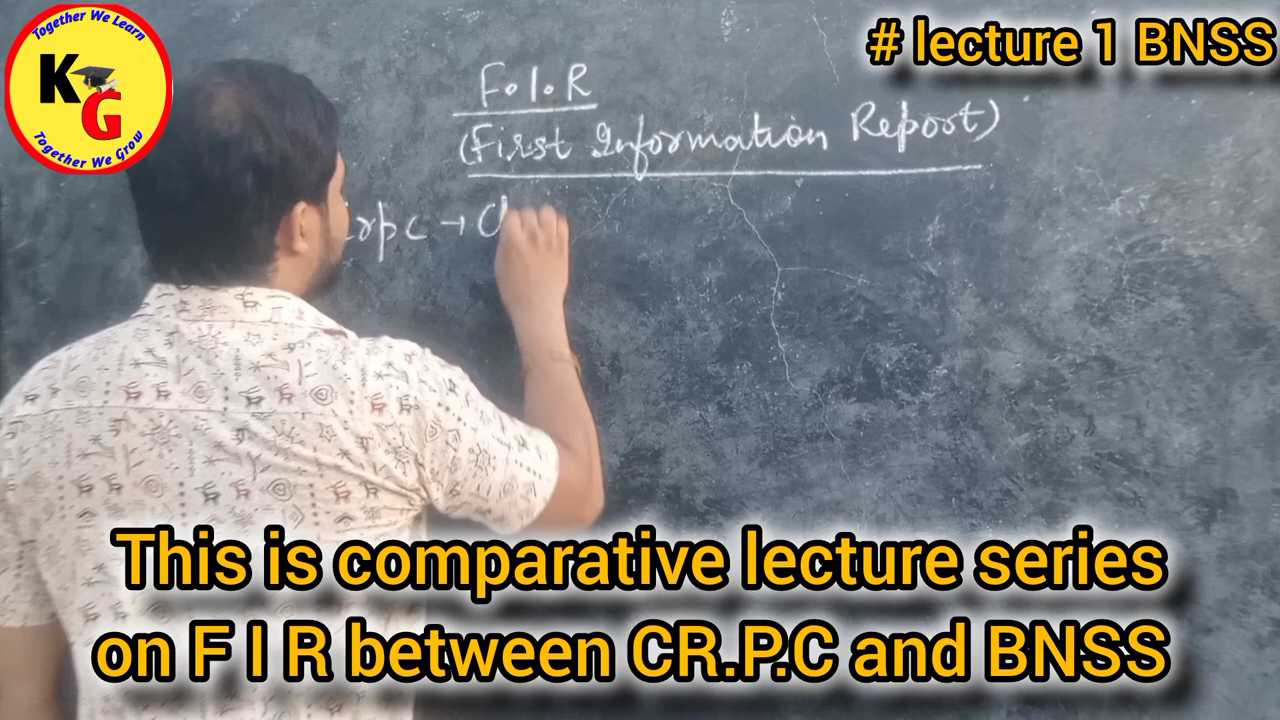 Together We Learn
KG
Together We Grow
# lecture 1 BNSS
F.I.R
(First Information Report)
rpc → C
This is comparative lecture series
on F I R between CR.P.C and BNSS